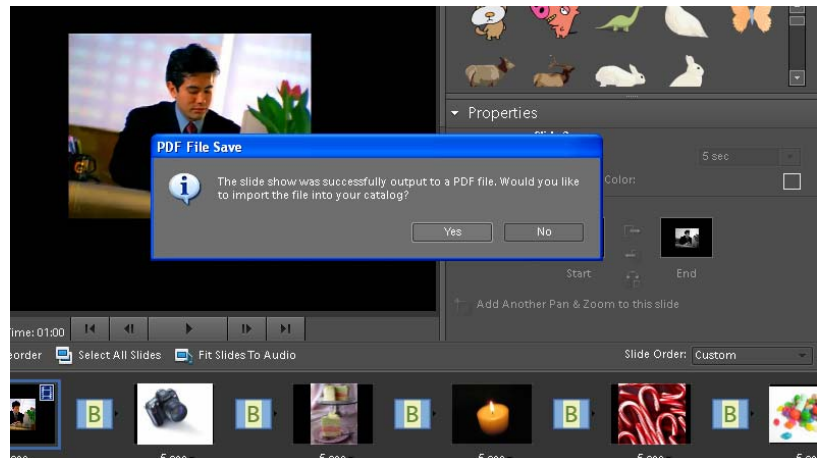 Properties
PDF File Save
5 sec
The slide show was successfully output to a PDF file. Would you like
to import the file into your catalog?
Color:
Yes
No
Start
End
Add Another Pan & Zoom to this slide
ime: 01:00
eorder
Select All Slides
Fit Slides To Audio
Slide Order:
Custom
B
B
B
B
B